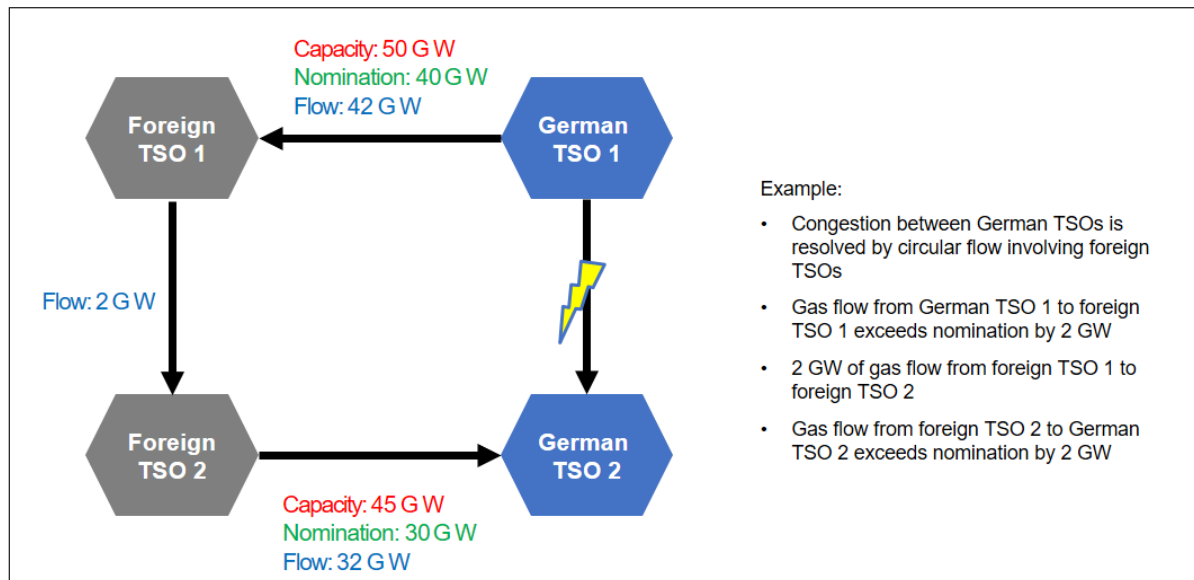 Capacity: 50 G W
Nomination: 40 G W
Flow: 42 G W
Foreign
TSO 1
German
TSO 1
Flow: 2 G W
Foreign
TSO 2
German
TSO 2
Capacity: 45 G W
Nomination: 30 G W
Flow: 32 G W
Example:
• Congestion between German TSOs is
resolved by circular flow involving foreign
TSOs
• Gas flow from German TSO 1 to foreign
TSO 1 exceeds nomination by 2 GW
• 2 GW of gas flow from foreign TSO 1 to
foreign TSO 2
• Gas flow from foreign TSO 2 to German
TSO 2 exceeds nomination by 2 GW